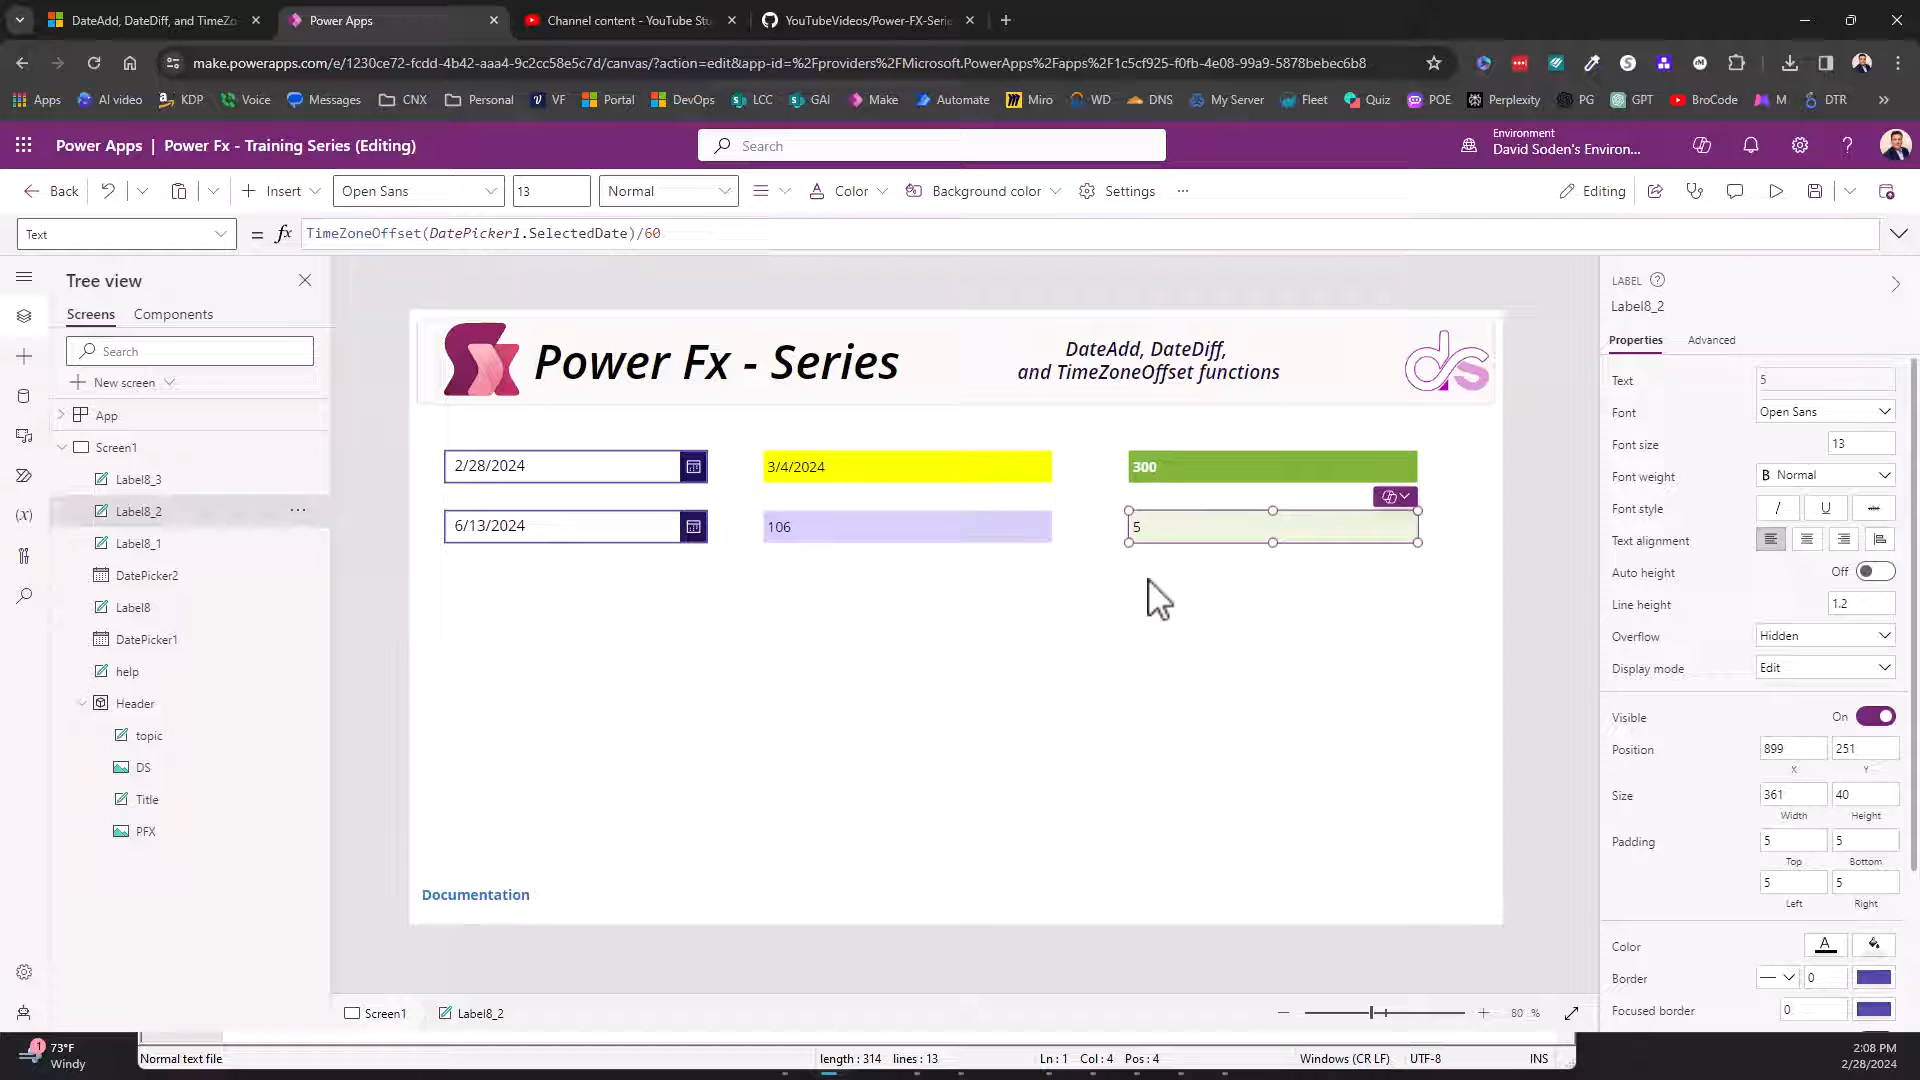 DateAdd, DateDiff, and TimeZo
Power Apps
Channel content - YouTube Stu
YouTubeVideos/Power-FX-Serie
make.powerapps.com/e/1230ce72-fcdd-4b42-aaa4-9c2cc58e5c7d/canvas/?action=edit&app-id=%2Fproviders%2FMicrosoft.PowerApps%2Fapps%2F1c5cf925-f0fb-4e08-99a9-5878bebec6b8
Apps AI video KDP Voice Messages CNX Personal VF Portal DevOps LCC GAI Make Automate Miro WD DNS My Server Fleet Quiz POE Perplexity PG GPT BroCode M DTR
Power Apps | Power Fx - Training Series (Editing)
Search
Environment
David Soden's Environ...
Back Insert Open Sans 13 Normal Color Background color Settings Editing
Text = fx TimeZoneOffset(DatePicker1.SelectedDate)/60
Tree view
Screens Components
Search
New screen
App
Screen1
Label8_3
Label8_2
Label8_1
DatePicker2
Label8
DatePicker1
help
Header
topic
DS
Title
PFX
Power Fx - Series
DateAdd, DateDiff,
and TimeZoneOffset functions
ds
2/28/2024 3/4/2024 300
6/13/2024 106 5
Documentation
Screen1 Label8_2
80 %
LABEL
Label8_2
Properties Advanced
Text 5
Font Open Sans
Font size 13
Font weight B Normal
Font style / U abc
Text alignment
Auto height Off
Line height 1.2
Overflow Hidden
Display mode Edit
Visible On
Position 899 251
X Y
Size 361 40
Width Height
Padding 5 5
Top Bottom
5 5
Left Right
Color A
Border 0
Focused border 0
1
73°F
Windy
Normal text file length : 314 lines : 13 Ln : 1 Col : 4 Pos : 4 Windows (CR LF) UTF-8 INS
2:08 PM
2/28/2024